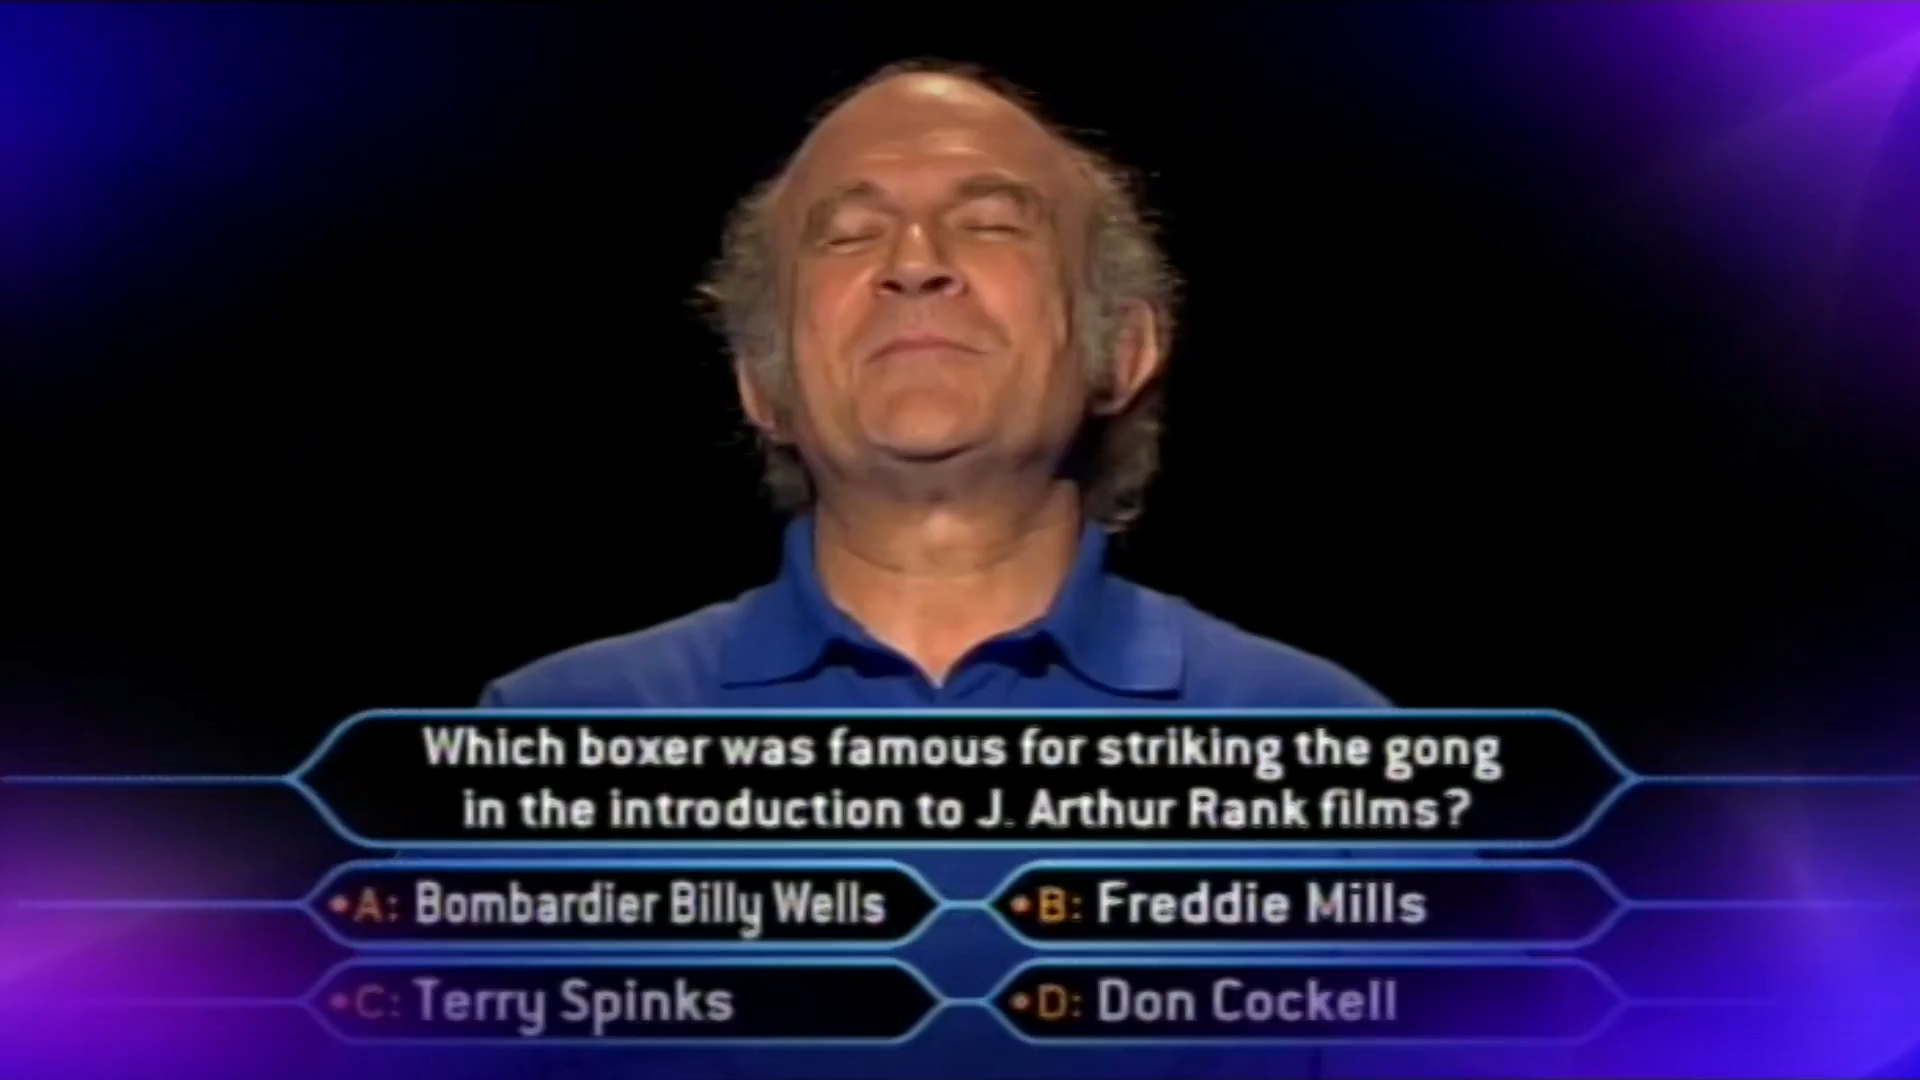 Which boxer was famous for striking the gong
in the introduction to J. Arthur Rank films?
A: Bombardier Billy Wells
B: Freddie Mills
C: Terry Spinks
D: Don Cockell